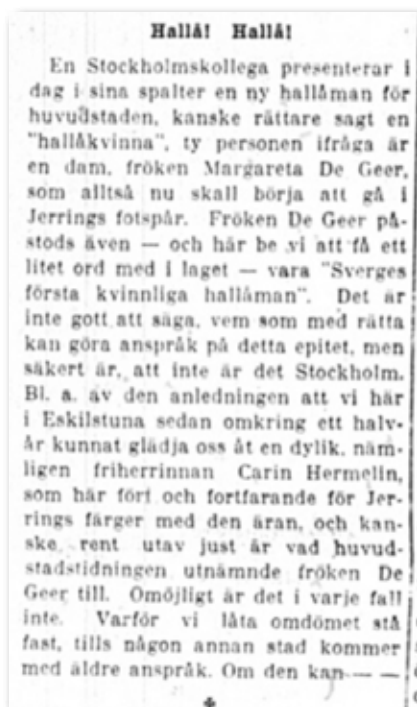 Hallå! Hallå!
En Stockholmskollega presenterar i
dag i sina spalter en ny hallåman för
huvudstaden, kanske rättare sagt en
"hallåkvinna", ty personen ifråga är
en dam, fröken Margareta De Geer,
som alltså nu skall börja att gå i
Jerrings fotspår. Fröken De Geer på-
stods även — och här be vi att få ett
litet ord med i laget — vara "Sverges
första kvinnliga hallåman". Det är
inte gott att säga, vem som med rätta
kan göra anspråk på detta epitet, men
säkert är, att inte är det Stockholm.
Bl. a. av den anledningen att vi här
i Eskilstuna sedan omkring ett halv-
år kunnat glädja oss åt en dylik, näm-
ligen friherrinnan Carin Hermelin,
som här fört och fortfarande för Jer-
rings färger med den äran, och kan-
ske rent utav just är vad huvud-
stadstidningen utnämnde fröken De
Geer till. Omöjligt är det i varje fall
inte. Varför vi låta omdömet stå
fast, tills någon annan stad kommer
med äldre anspråk. Om den kan — —